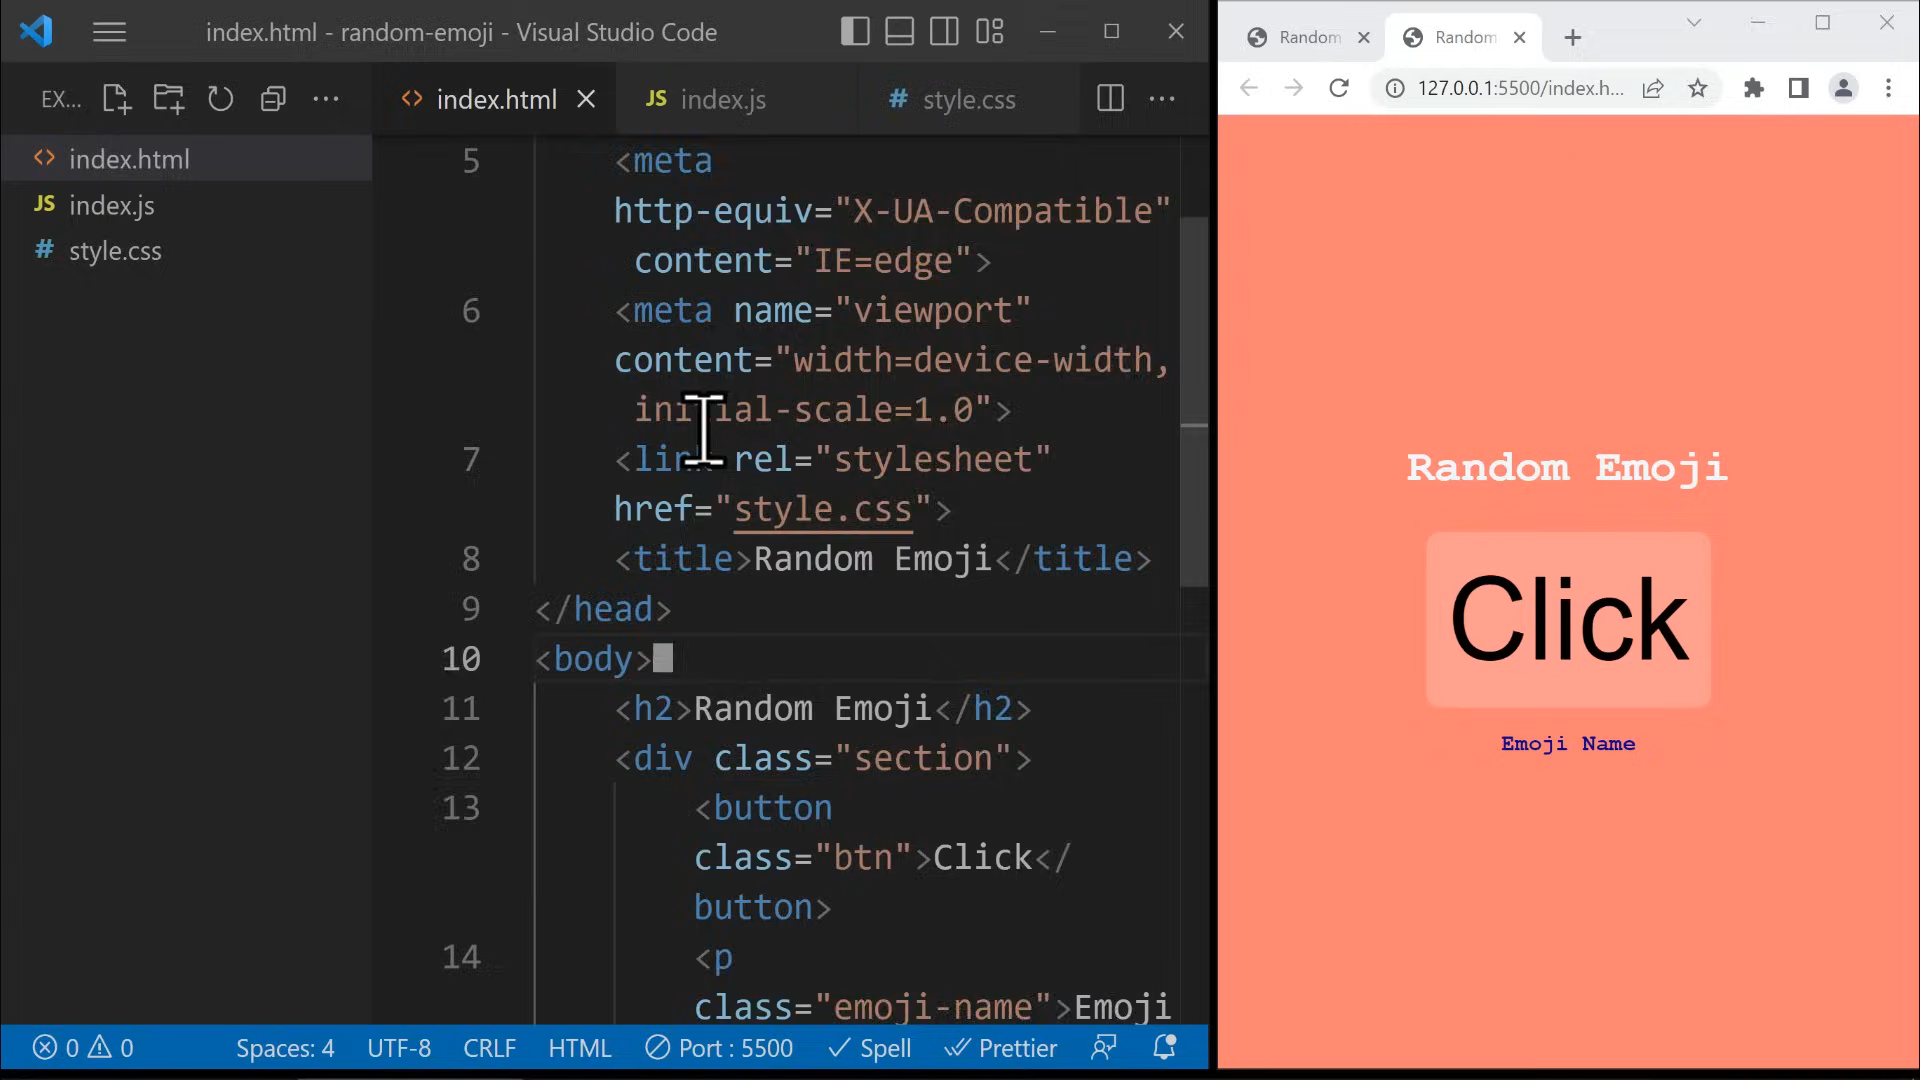 index.html - random-emoji - Visual Studio Code
EX...
index.html
JS index.js
# style.css
index.html
JS index.js
# style.css
5 <meta
http-equiv="X-UA-Compatible"
content="IE=edge">
6 <meta name="viewport"
content="width=device-width,
initial-scale=1.0">
7 <link rel="stylesheet"
href="style.css">
8 <title>Random Emoji</title>
9 </head>
10 <body>
11 <h2>Random Emoji</h2>
12 <div class="section">
13 <button
class="btn">Click</
button>
14 <p
class="emoji-name">Emoji
0 0 Spaces: 4 UTF-8 CRLF HTML Port : 5500 Spell Prettier
Random Random
127.0.0.1:5500/index.h...
Random Emoji
Click
Emoji Name